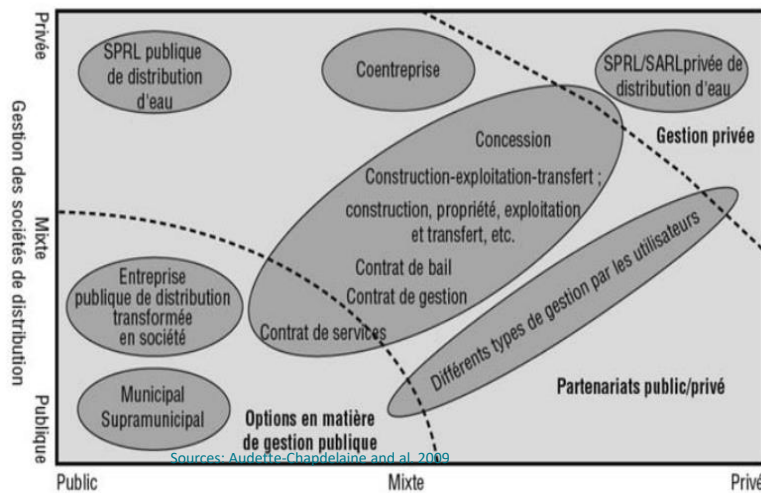 Privée
SPRL publique
de distribution
d'eau
Coentreprise
SPRL/SARL privée de
distribution d'eau
Gestion privée
Concession
Construction-exploitation-transfert ;
construction, propriété, exploitation
et transfert, etc.
Contrat de bail
Contrat de gestion
Contrat de services
Gestion des sociétés de distribution
Mixte
Entreprise
publique de distribution
transformée
en société
Différents types de gestion par les utilisateurs
Municipal
Supramunicipal
Options en matière
de gestion publique
Partenariats public/privé
Publique
Sources: Audette-Chapdelaine and al. 2009
Public
Mixte
Privé